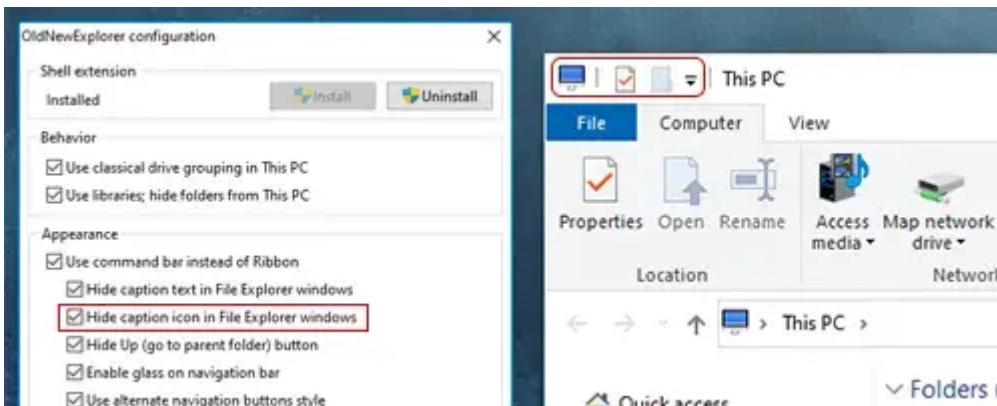 OldNewExplorer configuration
Shell extension
Installed
Install
Uninstall
Behavior
Use classical drive grouping in This PC
Use libraries; hide folders from This PC
Appearance
Use command bar instead of Ribbon
Hide caption text in File Explorer windows
Hide caption icon in File Explorer windows
Hide Up (go to parent folder) button
Enable glass on navigation bar
Use alternate navigation buttons style
This PC
File Computer View
Properties Open Rename Access media Map network drive
Location Networ
This PC
Quick access
Folders (